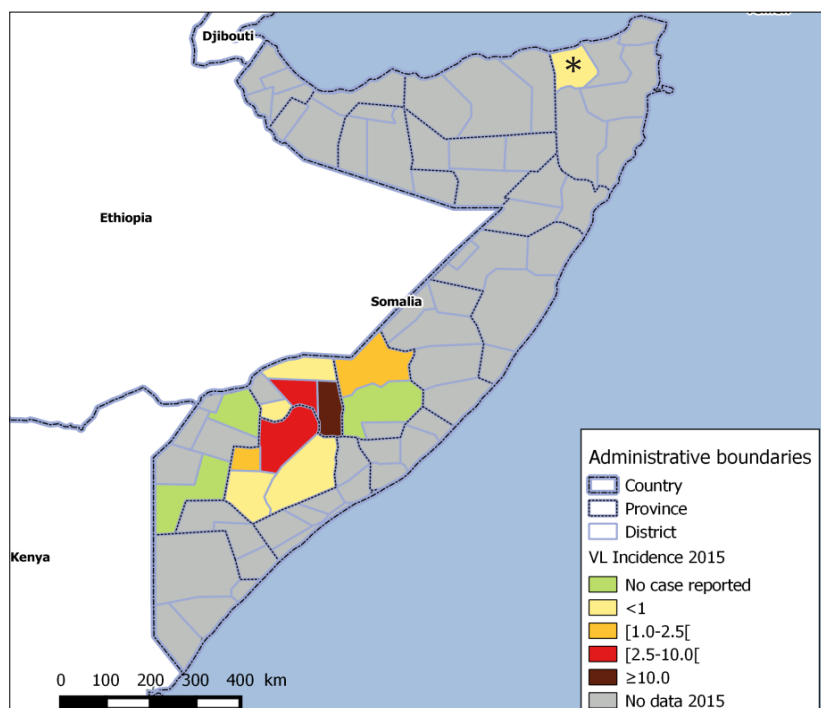 Djibouti
*
Ethiopia
Somalia
Kenya
Administrative boundaries
Country
Province
District
VL Incidence 2015
No case reported
<1
[1.0-2.5[
[2.5-10.0[
≥10.0
No data 2015
0 100 200 300 400 km